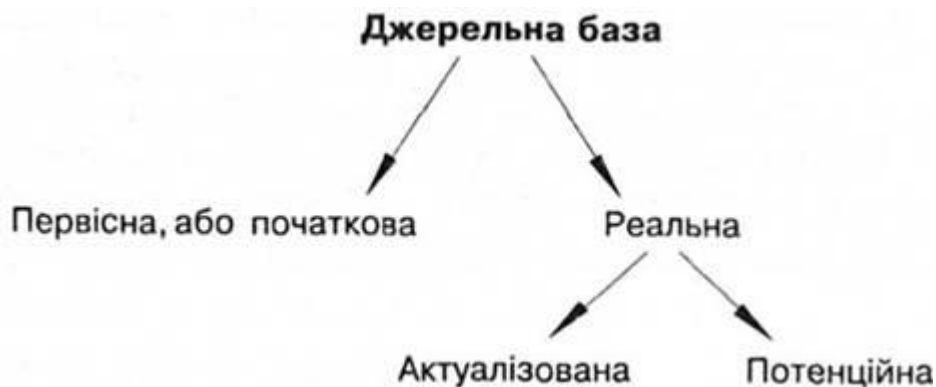 Джерельна база
Первісна, або початкова
Реальна
Актуалізована
Потенційна